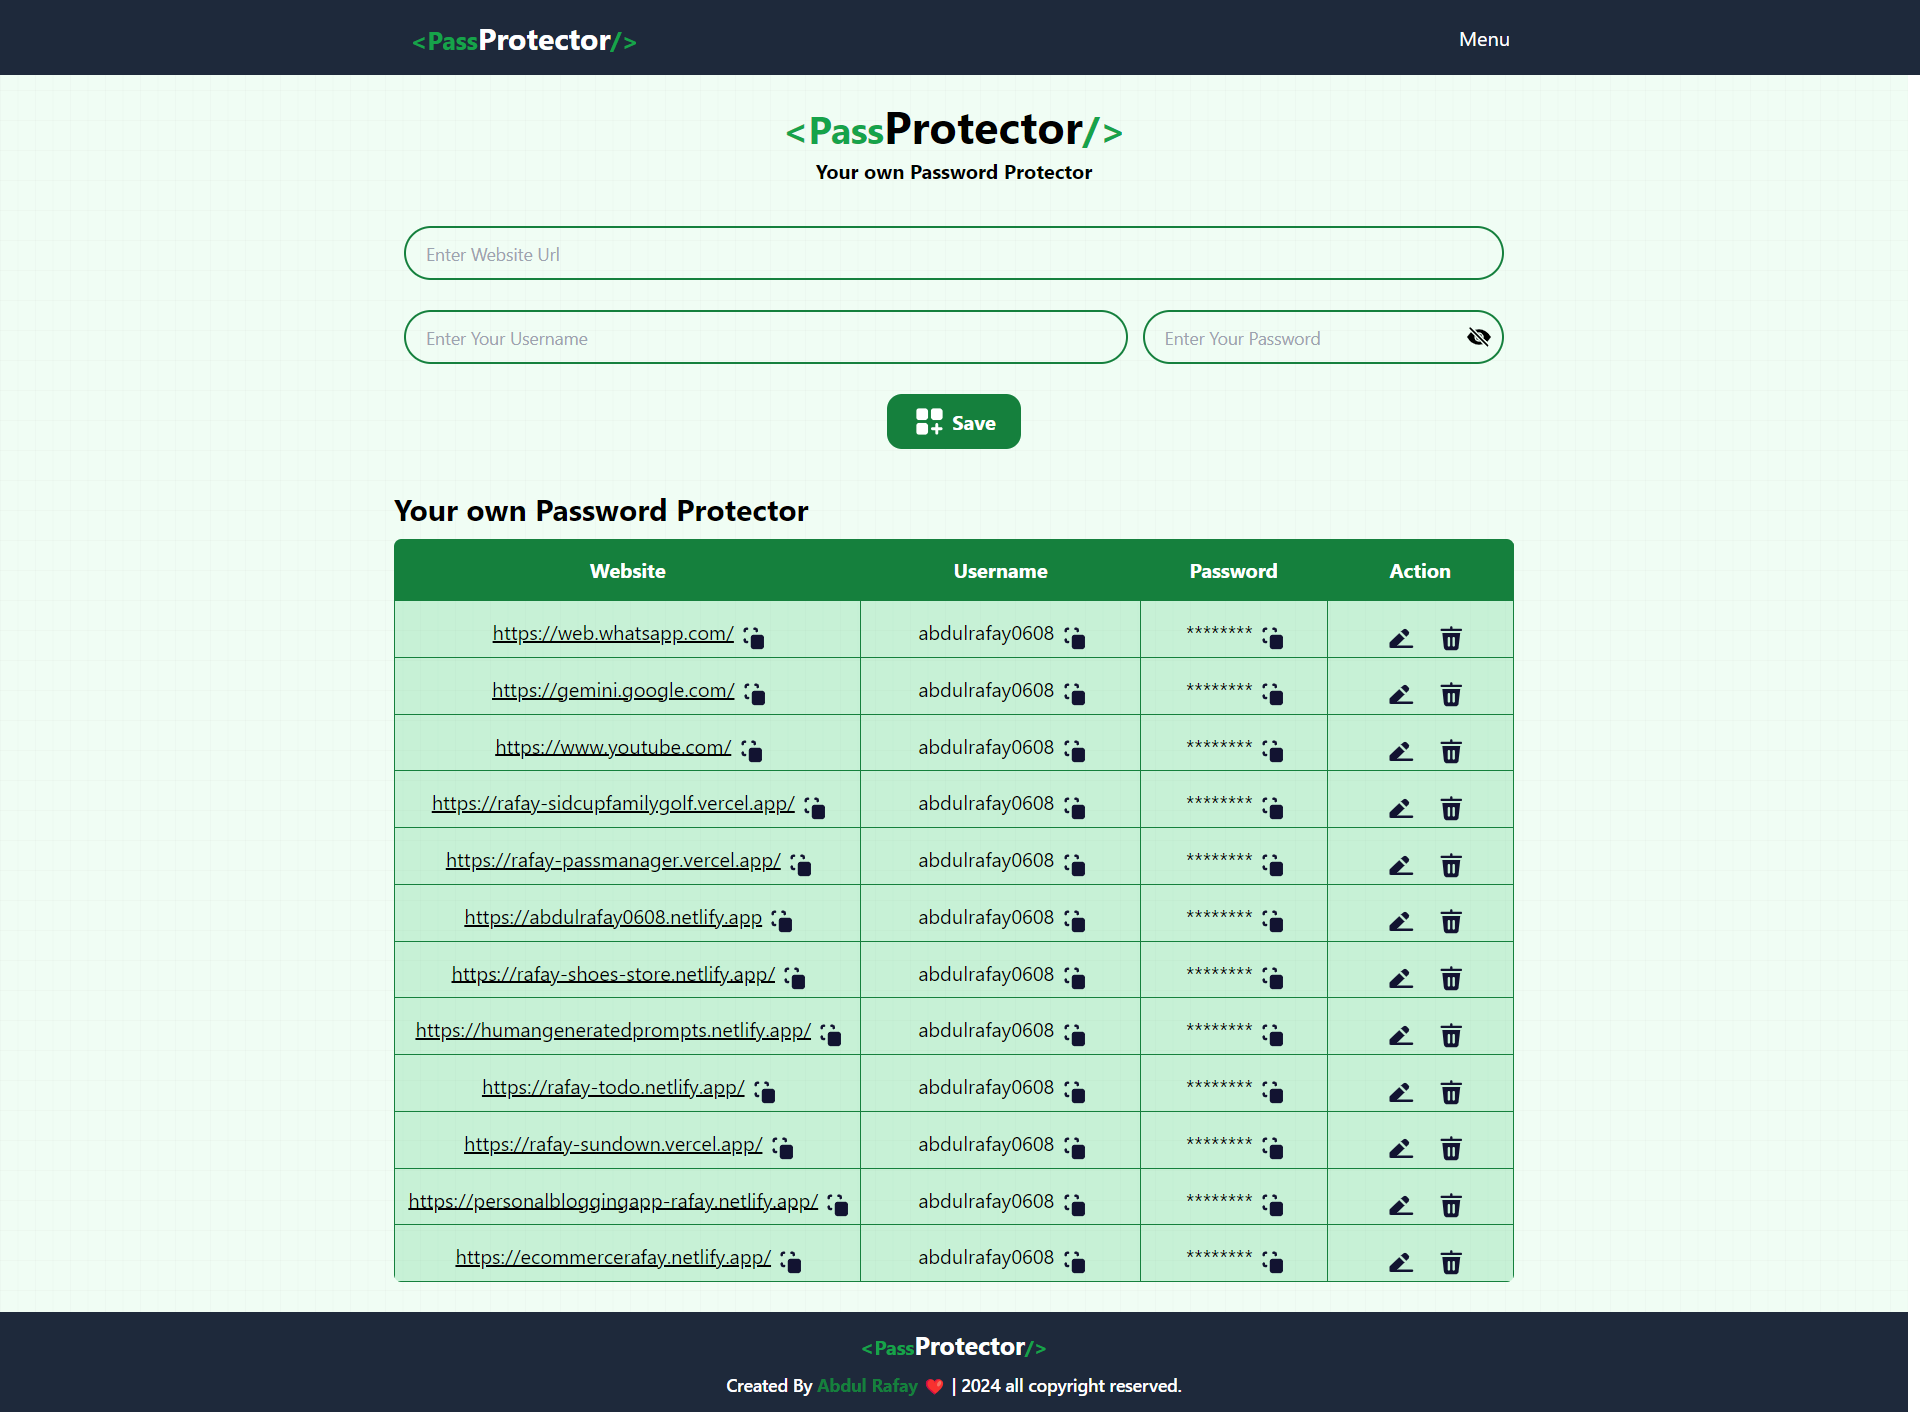 <PassProtector/>
Menu
<PassProtector/>
Your own Password Protector
Enter Website Url
Enter Your Username
Enter Your Password
Save
Your own Password Protector
Website Username Password Action
https://web.whatsapp.com/ abdulrafay0608 ********
https://gemini.google.com/ abdulrafay0608 ********
https://www.youtube.com/ abdulrafay0608 ********
https://rafay-sidcupfamilygolf.vercel.app/ abdulrafay0608 ********
https://rafay-passmanager.vercel.app/ abdulrafay0608 ********
https://abdulrafay0608.netlify.app abdulrafay0608 ********
https://rafay-shoes-store.netlify.app/ abdulrafay0608 ********
https://humangeneratedprompts.netlify.app/ abdulrafay0608 ********
https://rafay-todo.netlify.app/ abdulrafay0608 ********
https://rafay-sundown.vercel.app/ abdulrafay0608 ********
https://personalbloggingapp-rafay.netlify.app/ abdulrafay0608 ********
https://ecommercerafay.netlify.app/ abdulrafay0608 ********
<PassProtector/>
Created By Abdul Rafay ❤️ | 2024 all copyright reserved.